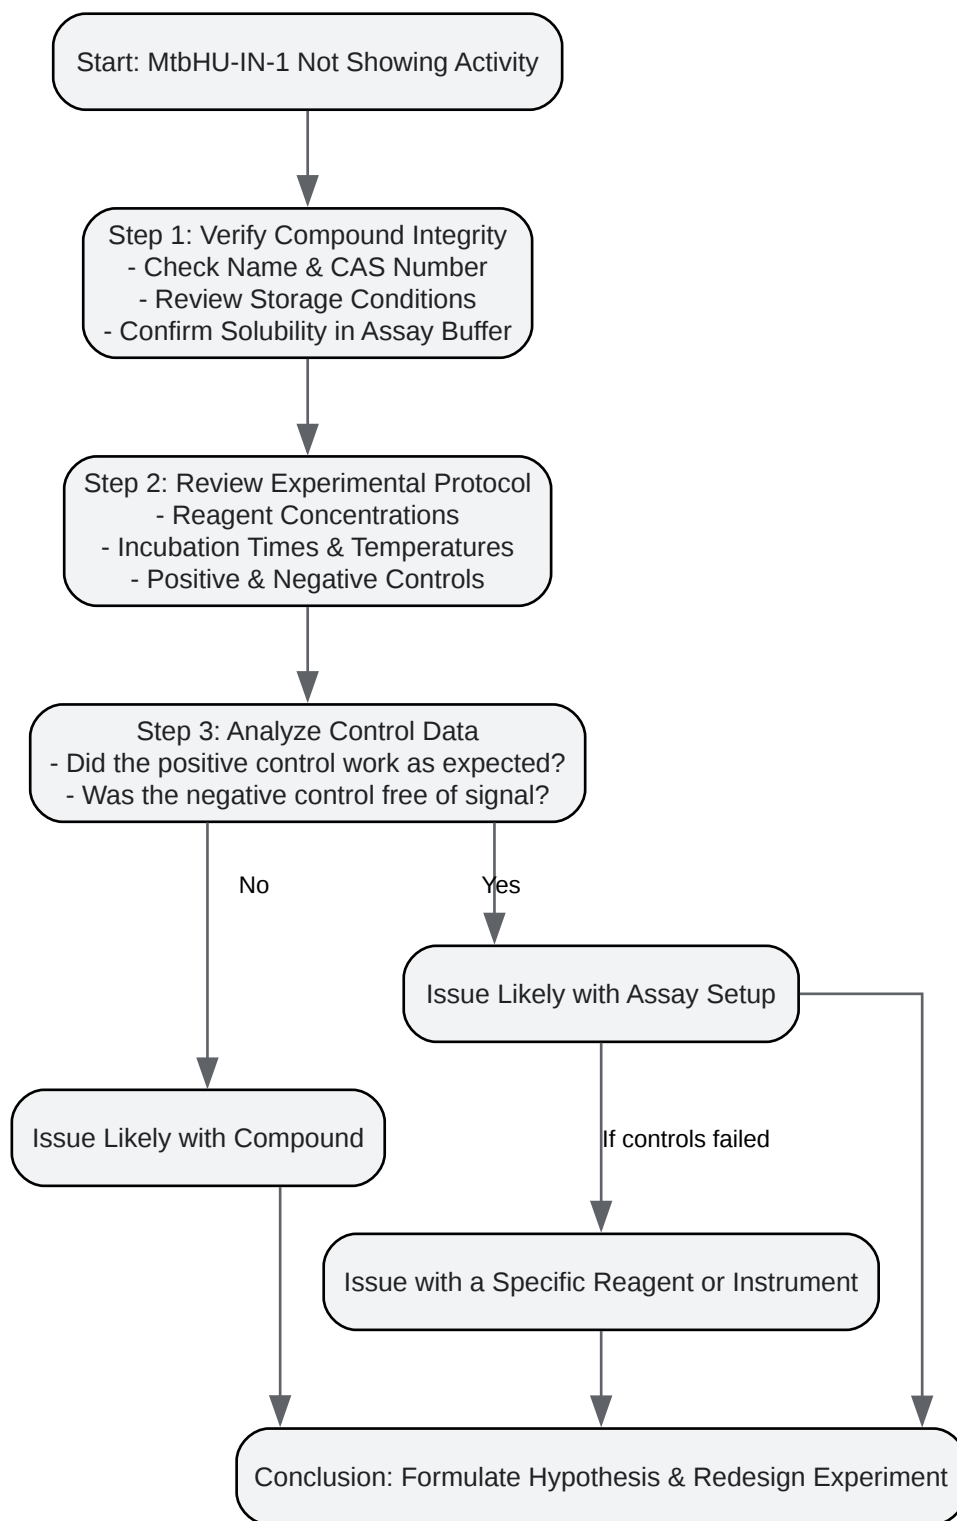 Start: MtbHU-IN-1 Not Showing Activity
Step 1: Verify Compound Integrity
- Check Name & CAS Number
- Review Storage Conditions
- Confirm Solubility in Assay Buffer
Step 2: Review Experimental Protocol
- Reagent Concentrations
- Incubation Times & Temperatures
- Positive & Negative Controls
Step 3: Analyze Control Data
- Did the positive control work as expected?
- Was the negative control free of signal?
No
Yes
Issue Likely with Assay Setup
Issue Likely with Compound
If controls failed
Issue with a Specific Reagent or Instrument
Conclusion: Formulate Hypothesis & Redesign Experiment